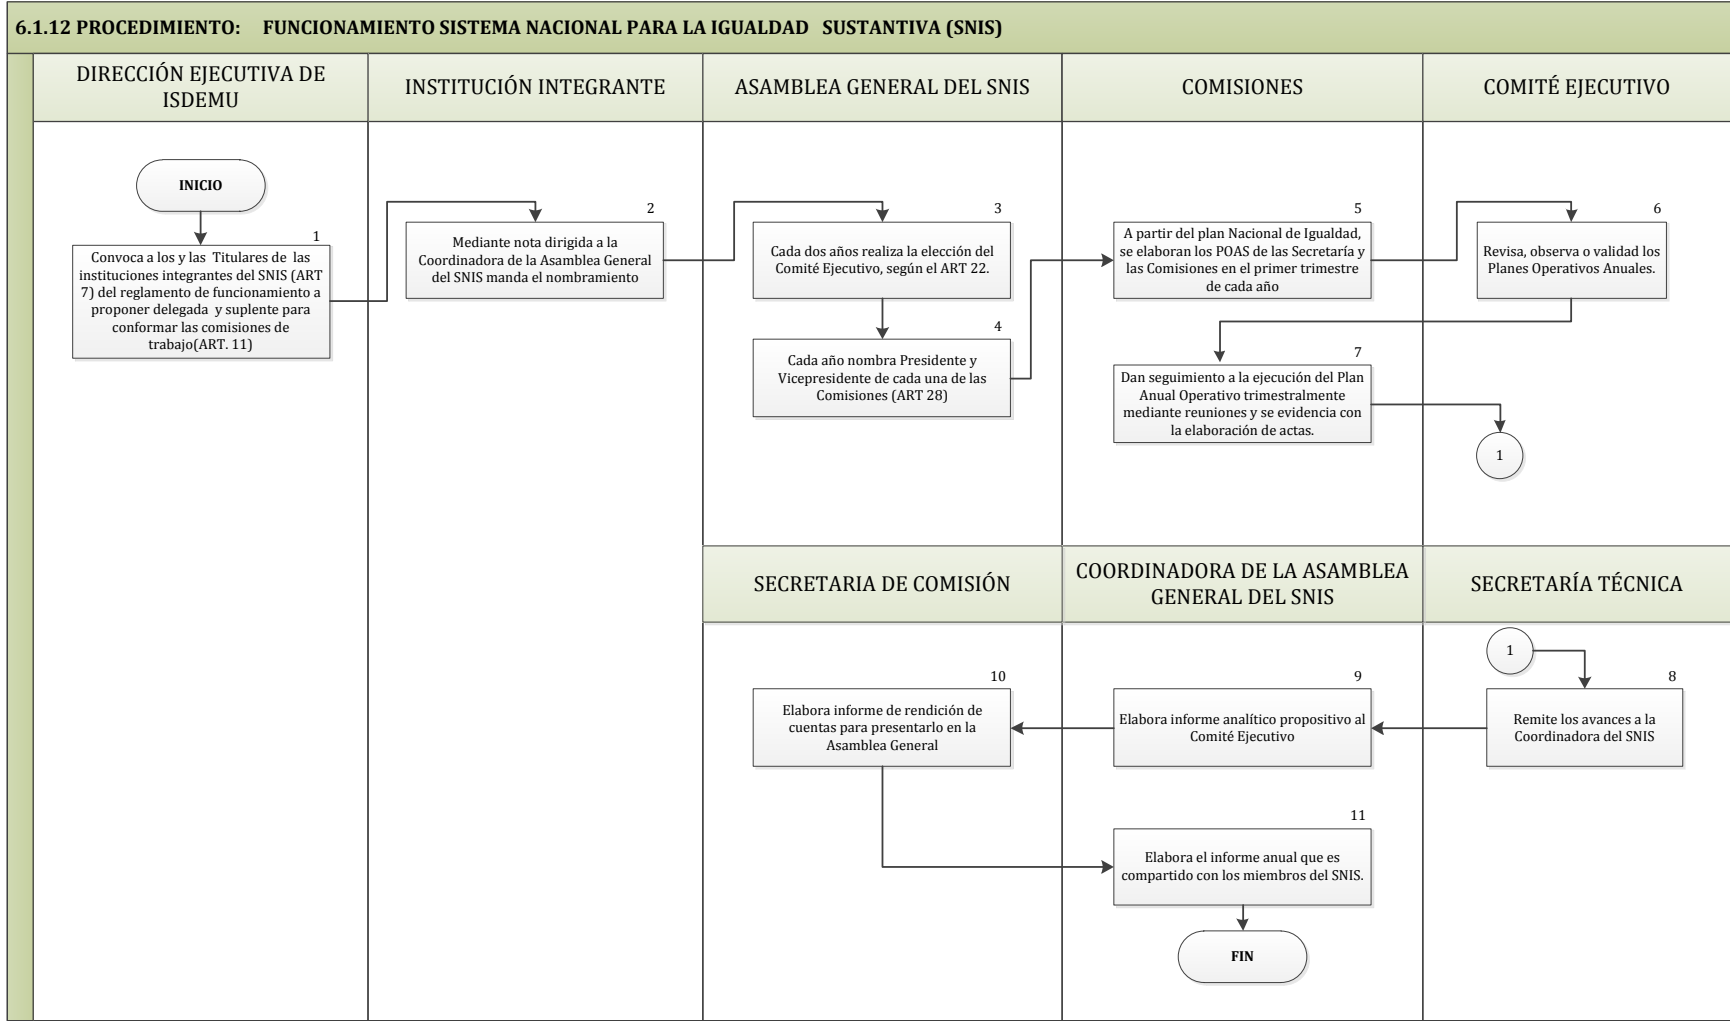 6.1.12 PROCEDIMIENTO: FUNCIONAMIENTO SISTEMA NACIONAL PARA LA IGUALDAD SUSTANTIVA (SNIS)
DIRECCIÓN EJECUTIVA DE
ISDEMU
INSTITUCIÓN INTEGRANTE
ASAMBLEA GENERAL DEL SNIS
COMISIONES
COMITÉ EJECUTIVO
INICIO
1
Convoca a los y las Titulares de las
instituciones integrantes del SNIS (ART
7) del reglamento de funcionamiento a
proponer delegada y suplente para
conformar las comisiones de
trabajo(ART. 11)
2
Mediante nota dirigida a la
Coordinadora de la Asamblea General
del SNIS manda el nombramiento
3
Cada dos años realiza la elección del
Comité Ejecutivo, según el ART 22.
4
Cada año nombra Presidente y
Vicepresidente de cada una de las
Comisiones (ART 28)
5
A partir del plan Nacional de Igualdad,
se elaboran los POAS de las Secretaría y
las Comisiones en el primer trimestre
de cada año
6
Revisa, observa o validad los
Planes Operativos Anuales.
7
Dan seguimiento a la ejecución del Plan
Anual Operativo trimestralmente
mediante reuniones y se evidencia con
la elaboración de actas.
1
SECRETARIA DE COMISIÓN
COORDINADORA DE LA ASAMBLEA
GENERAL DEL SNIS
SECRETARÍA TÉCNICA
1
8
Remite los avances a la
Coordinadora del SNIS
9
Elabora informe analítico propositivo al
Comité Ejecutivo
10
Elabora informe de rendición de
cuentas para presentarlo en la
Asamblea General
11
Elabora el informe anual que es
compartido con los miembros del SNIS.
FIN